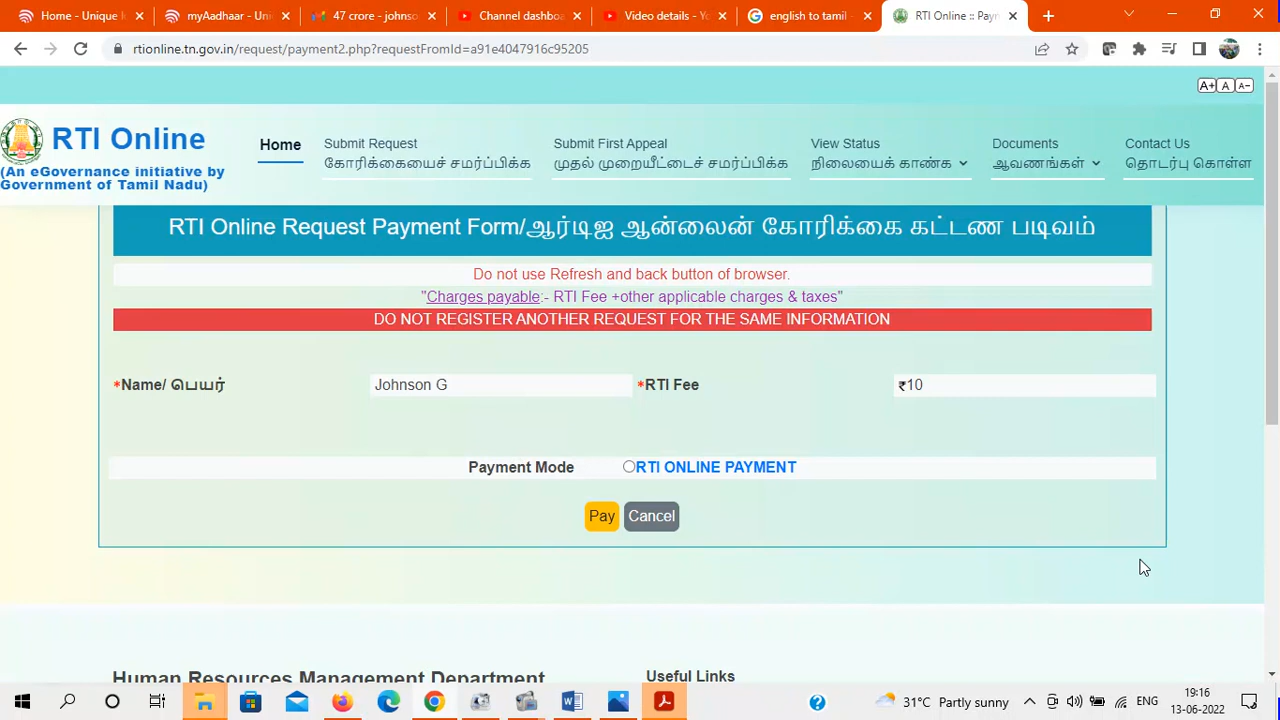 Home - Unique I
myAadhaar - Uni
47 crore - johnso
Channel dashboa
Video details - Yo
english to tamil -
RTI Online :: Payn
rtionline.tn.gov.in/request/payment2.php?requestFromId=a91e4047916c95205
A+ A A-
RTI Online
(An eGovernance initiative by
Government of Tamil Nadu)
Home
Submit Request
கோரிக்கையைச் சமர்ப்பிக்க
Submit First Appeal
முதல் முறையீட்டைச் சமர்ப்பிக்க
View Status
நிலையைக் காண்க
Documents
ஆவணங்கள்
Contact Us
தொடர்பு கொள்ள
RTI Online Request Payment Form/ஆர்டிஐ ஆன்லைன் கோரிக்கை கட்டண படிவம்
Do not use Refresh and back button of browser.
"Charges payable:- RTI Fee +other applicable charges & taxes"
DO NOT REGISTER ANOTHER REQUEST FOR THE SAME INFORMATION
*Name/ பெயர் Johnson G *RTI Fee ₹10
Payment Mode RTI ONLINE PAYMENT
Pay Cancel
Human Resources Management Department
Useful Links
31°C Partly sunny
ENG
19:16
13-06-2022